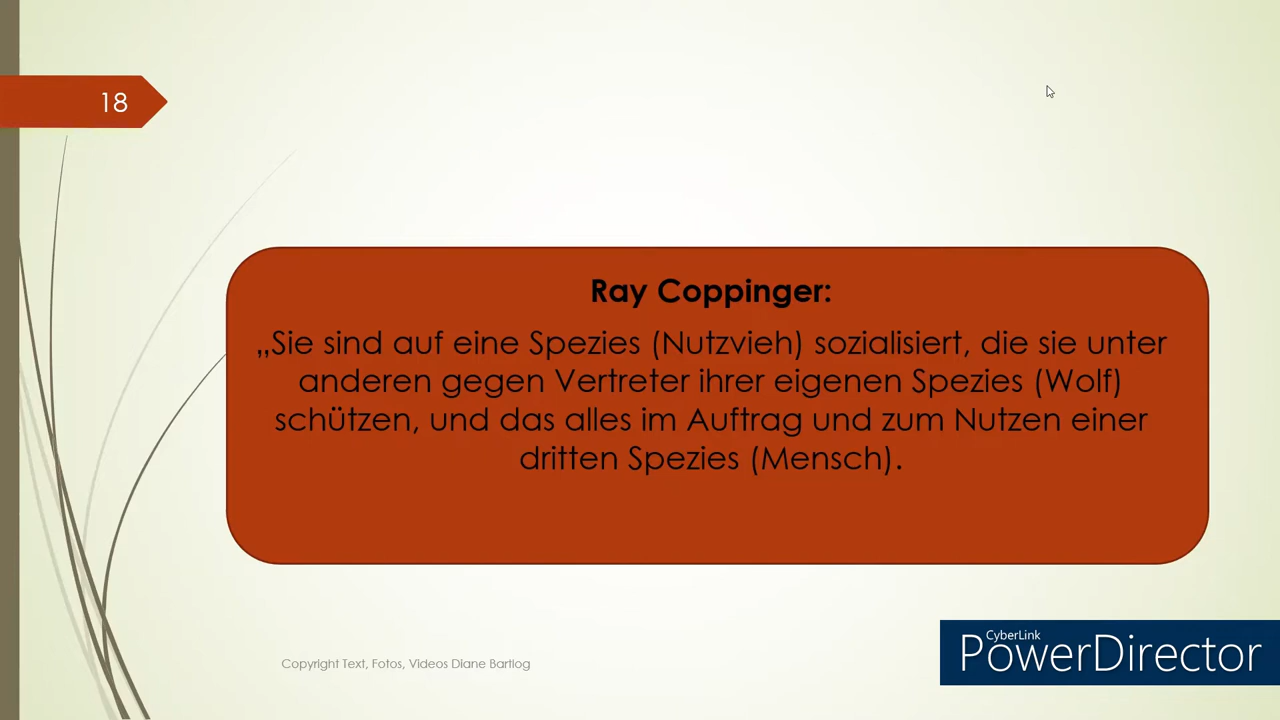 18
Ray Coppinger:
„Sie sind auf eine Spezies (Nutzvieh) sozialisiert, die sie unter
anderen gegen Vertreter ihrer eigenen Spezies (Wolf)
schützen, und das alles im Auftrag und zum Nutzen einer
dritten Spezies (Mensch).
Copyright Text, Fotos, Videos Diane Bartlog
CyberLink
PowerDirector